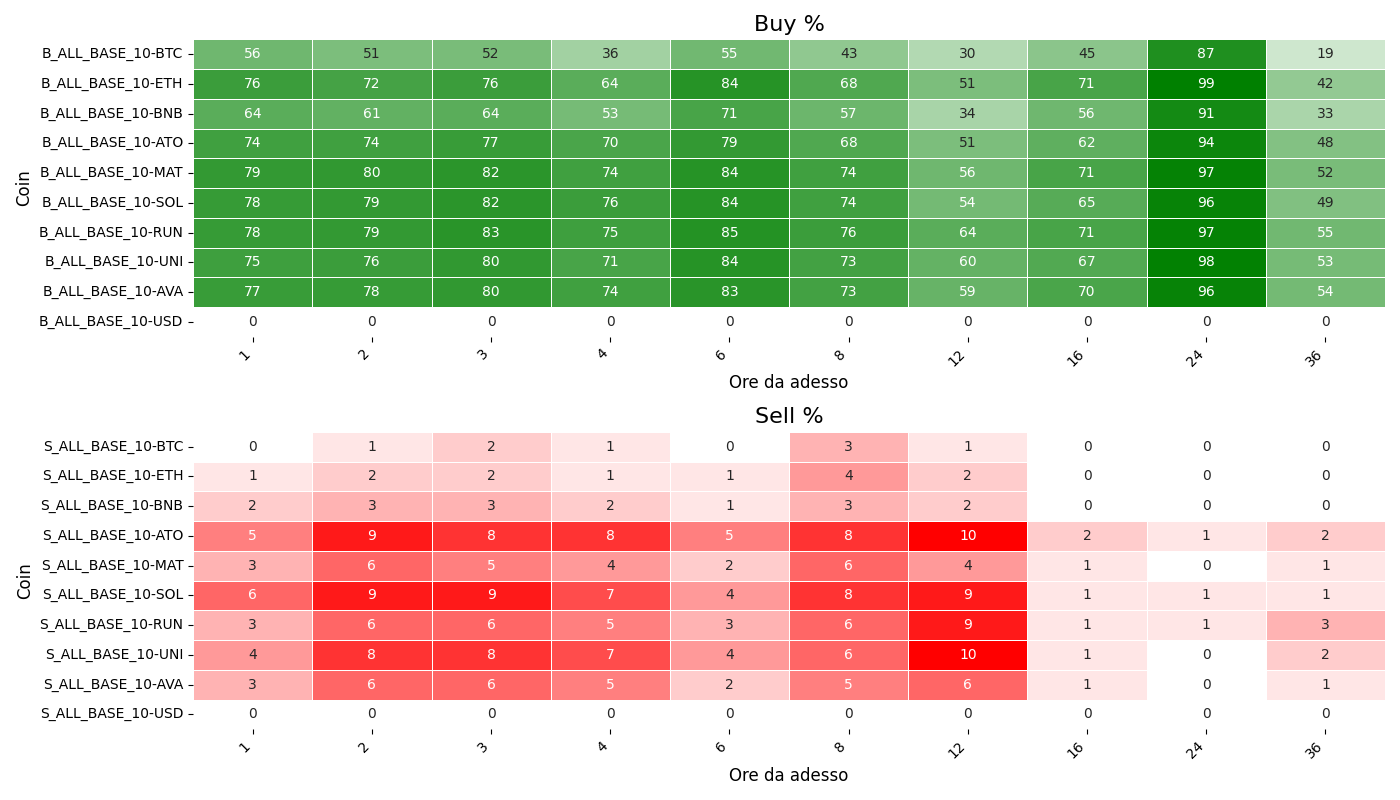 Buy %
B_ALL_BASE_10-BTC 56 51 52 36 55 43 30 45 87 19
B_ALL_BASE_10-ETH 76 72 76 64 84 68 51 71 99 42
B_ALL_BASE_10-BNB 64 61 64 53 71 57 34 56 91 33
B_ALL_BASE_10-ATO 74 74 77 70 79 68 51 62 94 48
B_ALL_BASE_10-MAT 79 80 82 74 84 74 56 71 97 52
B_ALL_BASE_10-SOL 78 79 82 76 84 74 54 65 96 49
B_ALL_BASE_10-RUN 78 79 83 75 85 76 64 71 97 55
B_ALL_BASE_10-UNI 75 76 80 71 84 73 60 67 98 53
B_ALL_BASE_10-AVA 77 78 80 74 83 73 59 70 96 54
B_ALL_BASE_10-USD 0 0 0 0 0 0 0 0 0 0
Coin
1 2 3 4 6 8 12 16 24 36
Ore da adesso
Sell %
S_ALL_BASE_10-BTC 0 1 2 1 0 3 1 0 0 0
S_ALL_BASE_10-ETH 1 2 2 1 1 4 2 0 0 0
S_ALL_BASE_10-BNB 2 3 3 2 1 3 2 0 0 0
S_ALL_BASE_10-ATO 5 9 8 8 5 8 10 2 1 2
S_ALL_BASE_10-MAT 3 6 5 4 2 6 4 1 0 1
S_ALL_BASE_10-SOL 6 9 9 7 4 8 9 1 1 1
S_ALL_BASE_10-RUN 3 6 6 5 3 6 9 1 1 3
S_ALL_BASE_10-UNI 4 8 8 7 4 6 10 1 0 2
S_ALL_BASE_10-AVA 3 6 6 5 2 5 6 1 0 1
S_ALL_BASE_10-USD 0 0 0 0 0 0 0 0 0 0
Coin
1 2 3 4 6 8 12 16 24 36
Ore da adesso